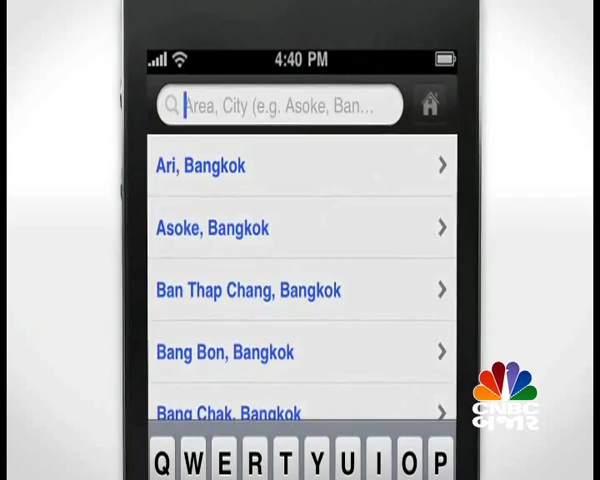 4:40 PM
Area, City (e.g. Asoke, Ban...
Ari, Bangkok
Asoke, Bangkok
Ban Thap Chang, Bangkok
Bang Bon, Bangkok
Bang Chak, Bangkok
Q W E R T Y U I O P
CNBC
બજાર